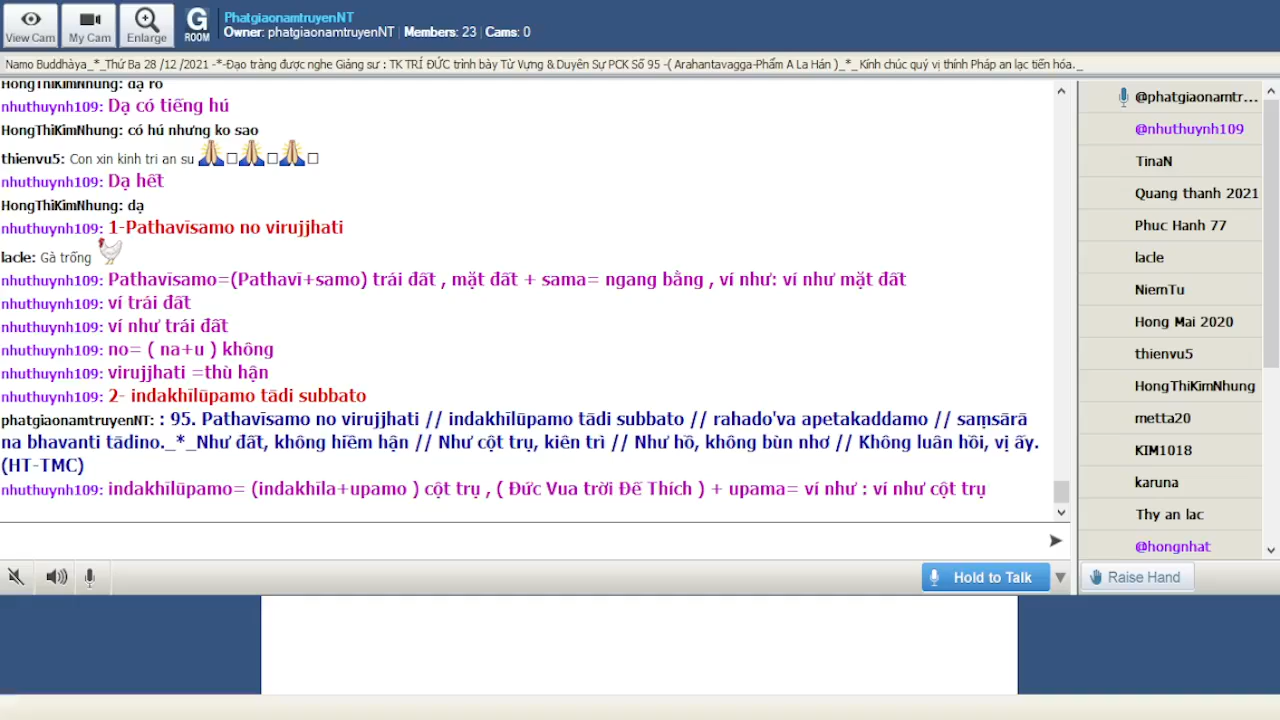 View Cam
My Cam
Enlarge
G
ROOM
PhatgiaonamtruyenNT
Owner: phatgiaonamtruyenNT | Members: 23 | Cams: 0
Namo Buddhàya_*_Thứ Ba 28 /12 /2021 -*-Đạo tràng được nghe Giảng sư : TK TRÍ ĐỨC trình bày Từ Vựng & Duyên Sự PCK Số 95 -( Arahantavagga-Phẩm A La Hán )_*_ Kính chúc quý vị thính Pháp an lạc tiến hóa._
HongThiKimNhung: dạ rõ
nhuthuynh109: Dạ có tiếng hú
HongThiKimNhung: có hú nhưng ko sao
thienvu5: Con xin kinh tri an su
nhuthuynh109: Dạ hết
HongThiKimNhung: dạ
nhuthuynh109: 1-Pathavīsamo no virujjhati
lacle: Gà trống
nhuthuynh109: Pathavīsamo=(Pathavī+samo) trái đất , mặt đất + sama= ngang bằng , ví như: ví như mặt đất
nhuthuynh109: ví trái đất
nhuthuynh109: ví như trái đất
nhuthuynh109: no= ( na+u ) không
nhuthuynh109: virujjhati =thù hận
nhuthuynh109: 2- indakhīlūpamo tādi subbato
phatgiaonamtruyenNT: : 95. Pathavīsamo no virujjhati // indakhīlūpamo tādi subbato // rahado'va apetakaddamo // saṃsārā
na bhavanti tādino._*_Như đất, không hiềm hận // Như cột trụ, kiên trì // Như hồ, không bùn nhơ // Không luân hồi, vị ấy.
(HT-TMC)
nhuthuynh109: indakhīlūpamo= (indakhīla+upamo ) cột trụ , ( Đức Vua trời Đế Thích ) + upama= ví như : ví như cột trụ
@phatgiaonamtr...
@nhuthuynh109
TinaN
Quang thanh 2021
Phuc Hanh 77
lacle
NiemTu
Hong Mai 2020
thienvu5
HongThiKimNhung
metta20
KIM1018
karuna
Thy an lac
@hongnhat
Hold to Talk
Raise Hand